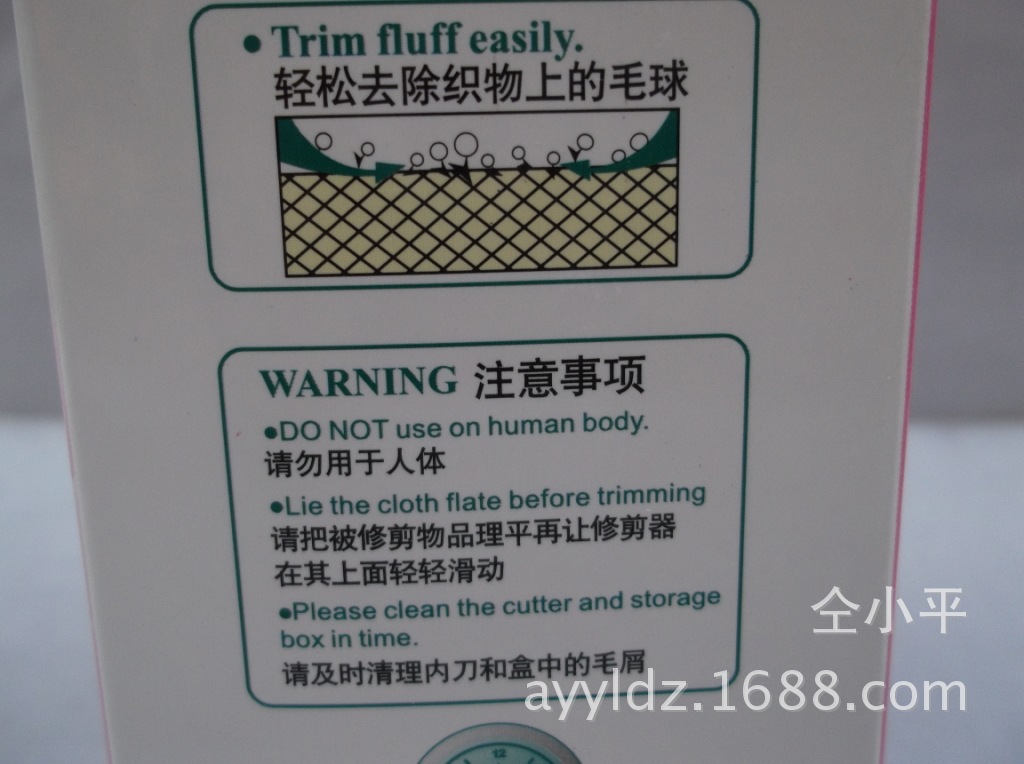 • Trim fluff easily.
轻松去除织物上的毛球
WARNING 注意事项
•DO NOT use on human body.
请勿用于人体
•Lie the cloth flate before trimming
请把被修剪物品理平再让修剪器
在其上面轻轻滑动
•Please clean the cutter and storage
box in time.
请及时清理内刀和盒中的毛屑
仝小平
ayyldz.1688.com
12